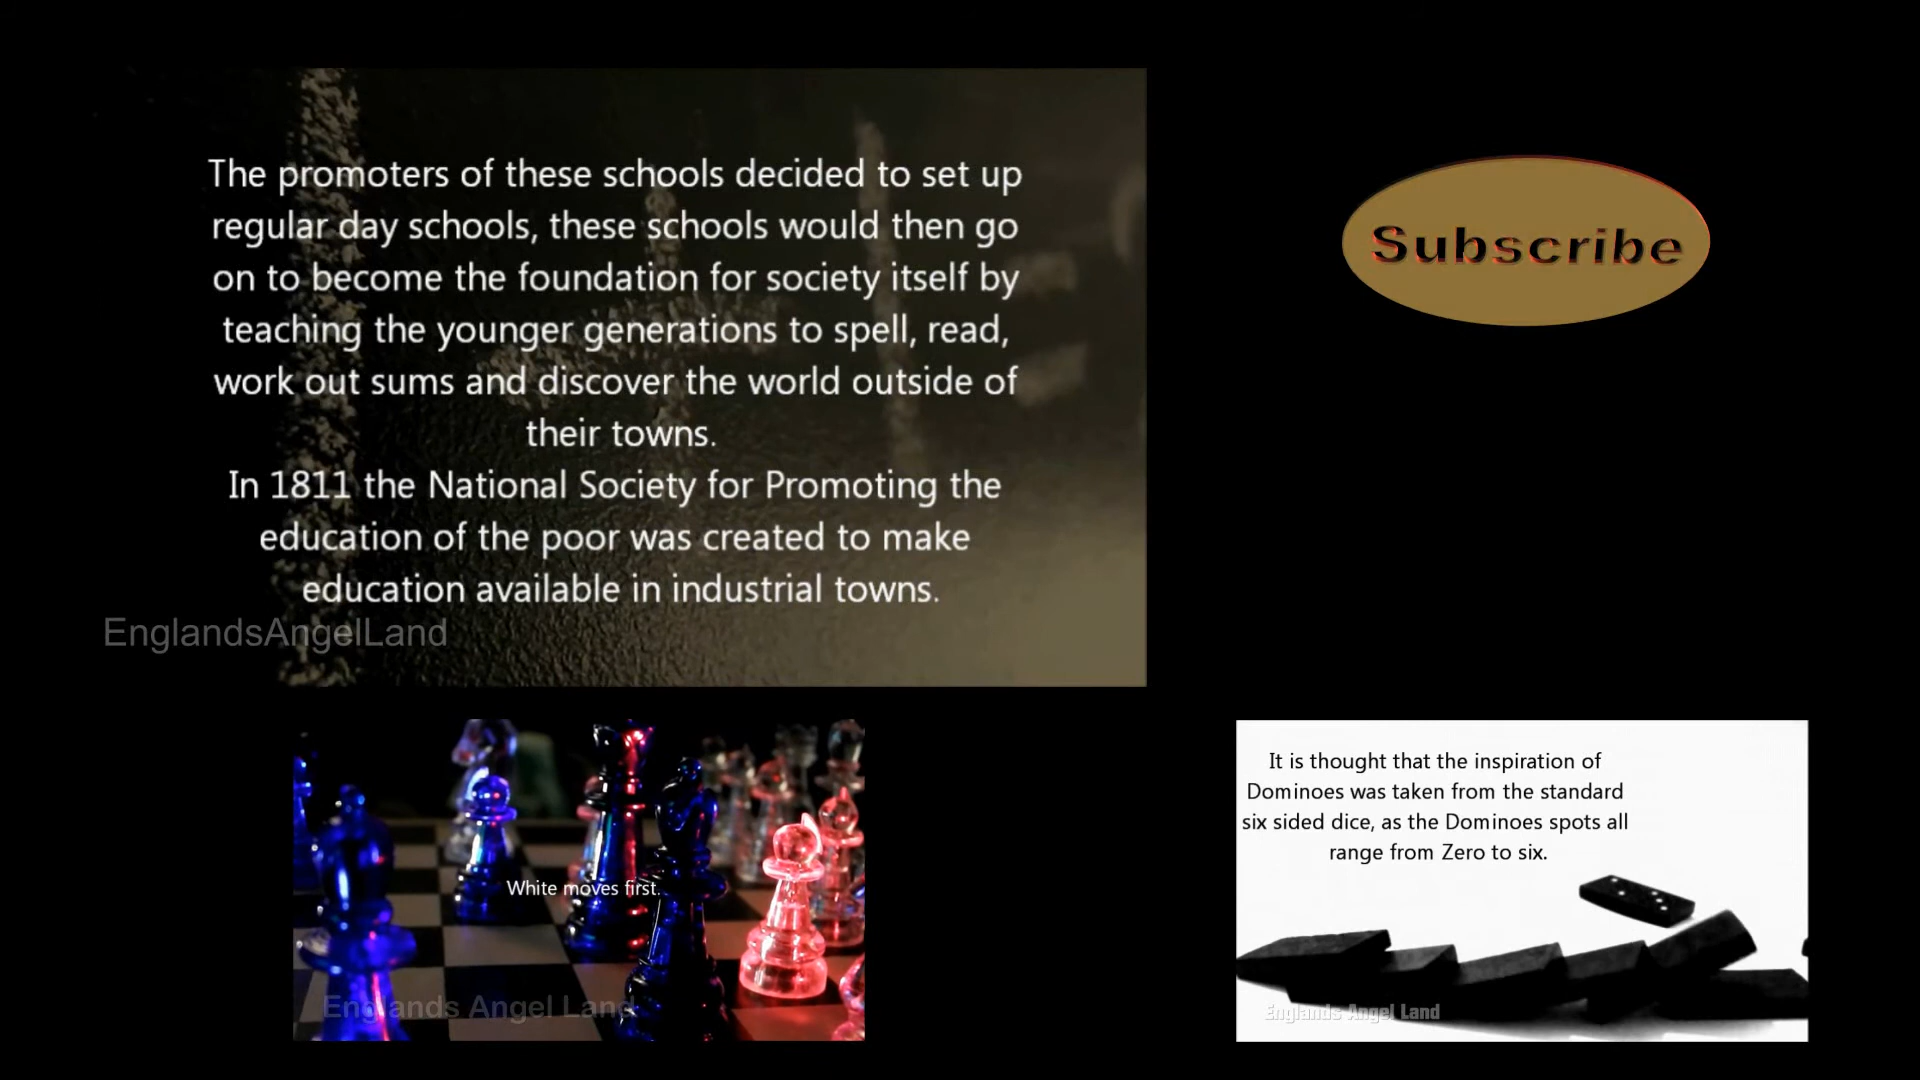 The promoters of these schools decided to set up
regular day schools, these schools would then go
on to become the foundation for society itself by
teaching the younger generations to spell, read,
work out sums and discover the world outside of
their towns.
In 1811 the National Society for Promoting the
education of the poor was created to make
education available in industrial towns.
EnglandsAngelLand
Subscribe
White moves first.
Englands Angel Land
It is thought that the inspiration of
Dominoes was taken from the standard
six sided dice, as the Dominoes spots all
range from Zero to six.
Englands Angel Land